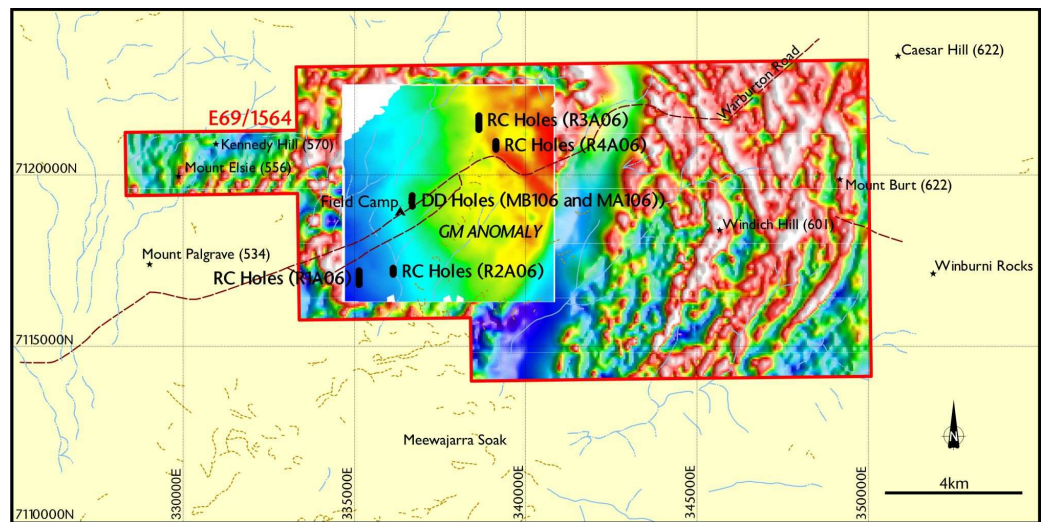 Caesar Hill (622)
Warburton Road
E69/1564
RC Holes (R3A06)
Kennedy Hill (570)
RC Holes (R4A06)
Mount Elsie (556)
7120000N
Mount Burt (622)
Field Camp
DD Holes (MB106 and MA106))
Windich Hill (601)
GM ANOMALY
Mount Palgrave (534)
RC Holes (R1A06)
RC Holes (R2A06)
Winburni Rocks
7115000N
Meewajarra Soak
N
330000E
335000E
340000E
345000E
350000E
4km
7110000N